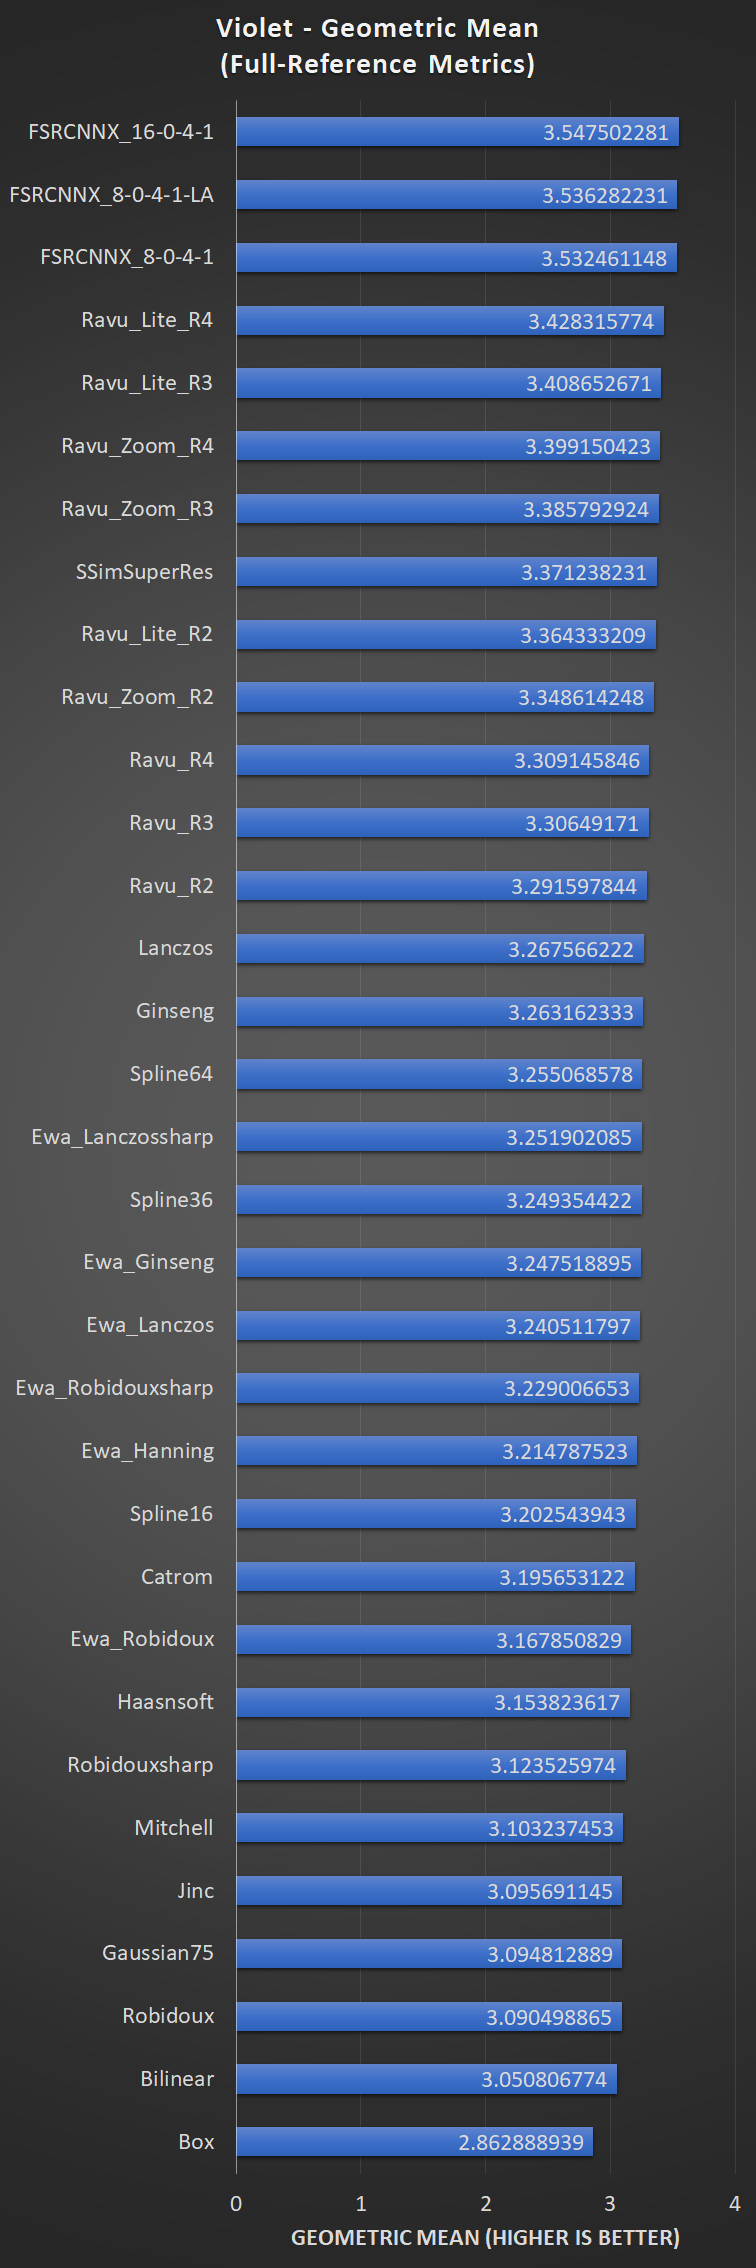 Violet - Geometric Mean
(Full-Reference Metrics)
FSRCNNX_16-0-4-1 3.547502281
FSRCNNX_8-0-4-1-LA 3.536282231
FSRCNNX_8-0-4-1 3.532461148
Ravu_Lite_R4 3.428315774
Ravu_Lite_R3 3.408652671
Ravu_Zoom_R4 3.399150423
Ravu_Zoom_R3 3.385792924
SSimSuperRes 3.371238231
Ravu_Lite_R2 3.364333209
Ravu_Zoom_R2 3.348614248
Ravu_R4 3.309145846
Ravu_R3 3.30649171
Ravu_R2 3.291597844
Lanczos 3.267566222
Ginseng 3.263162333
Spline64 3.255068578
Ewa_Lanczossharp 3.251902085
Spline36 3.249354422
Ewa_Ginseng 3.247518895
Ewa_Lanczos 3.240511797
Ewa_Robidouxsharp 3.229006653
Ewa_Hanning 3.214787523
Spline16 3.202543943
Catrom 3.195653122
Ewa_Robidoux 3.167850829
Haasnsoft 3.153823617
Robidouxsharp 3.123525974
Mitchell 3.103237453
Jinc 3.095691145
Gaussian75 3.094812889
Robidoux 3.090498865
Bilinear 3.050806774
Box 2.862888939
0 1 2 3 4
GEOMETRIC MEAN (HIGHER IS BETTER)